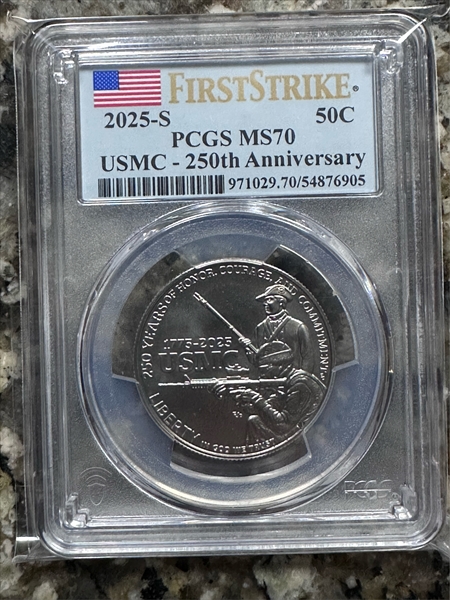 FIRSTSTRIKE®
2025-S 50C
PCGS MS70
USMC - 250th Anniversary
971029.70/54876905
250 YEARS OF HONOR, COURAGE, AND COMMITMENT
1775-2025
USMC
LIBERTY
IN GOD WE TRUST
PCGS